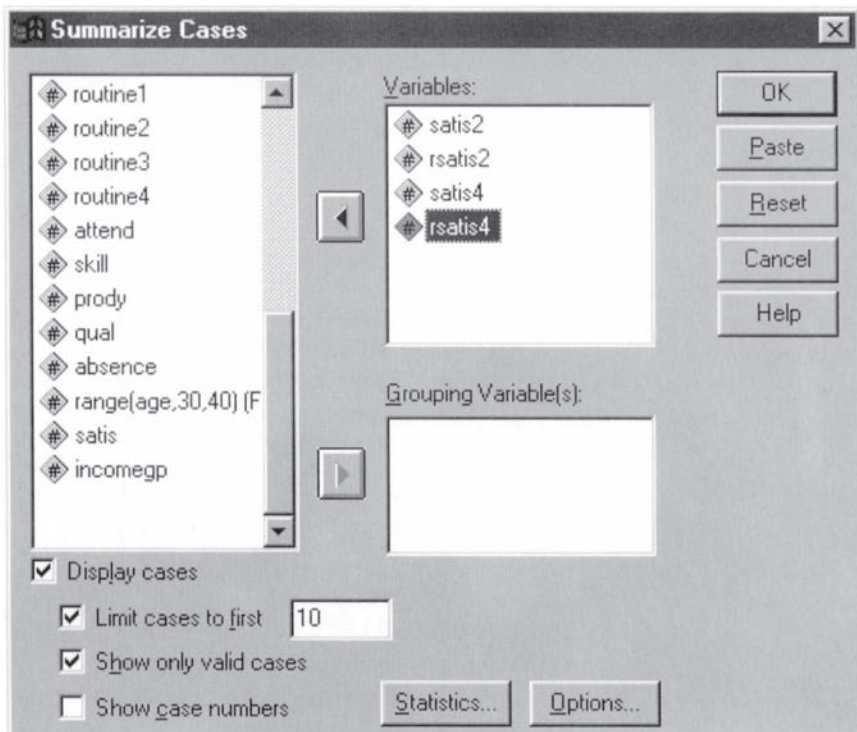 Summarize Cases
routine1
routine2
routine3
routine4
attend
skill
prody
qual
absence
range(age,30,40) (F
satis
incomegp
Variables:
satis2
rsatis2
satis4
rsatis4
Grouping Variable(s):
OK
Paste
Reset
Cancel
Help
Display cases
Limit cases to first 10
Show only valid cases
Show case numbers
Statistics...
Options...